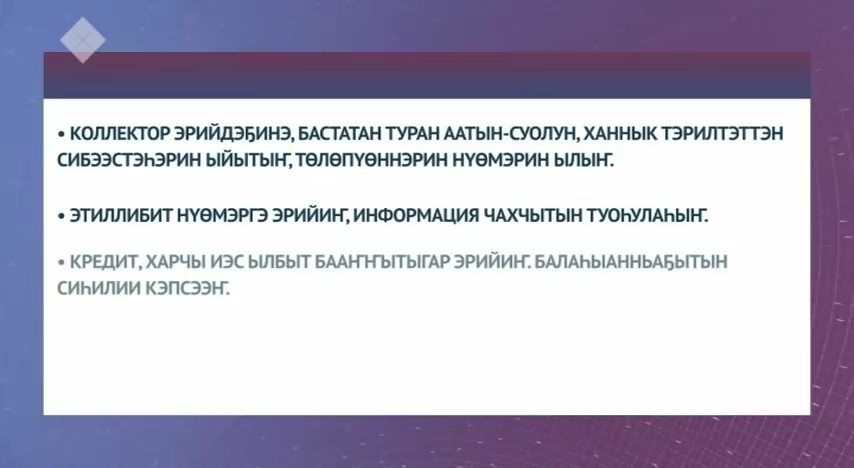 • КОЛЛЕКТОР ЭРИЙДЭҔИНЭ, БАСТАТАН ТУРАН ААТЫН-СУОЛУН, ХАННЫК ТЭРИЛТЭТТЭН
СИБЭЭСТЭҺЭРИН ЫЙЫТЫҤ, ТӨЛӨПҮӨННЭРИН НҮӨМЭРИН ЫЛЫҤ.
• ЭТИЛЛИБИТ НҮӨМЭРГЭ ЭРИЙИҤ, ИНФОРМАЦИЯ ЧАХЧЫТЫН ТУОҺУЛАҺЫҤ.
• КРЕДИТ, ХАРЧЫ ИЭС ЫЛБЫТ БААҤҤЫТЫГАР ЭРИЙИҤ. БАЛАҺЫАННЬАҔЫТЫН
СИҺИЛИИ КЭПСЭЭҤ.